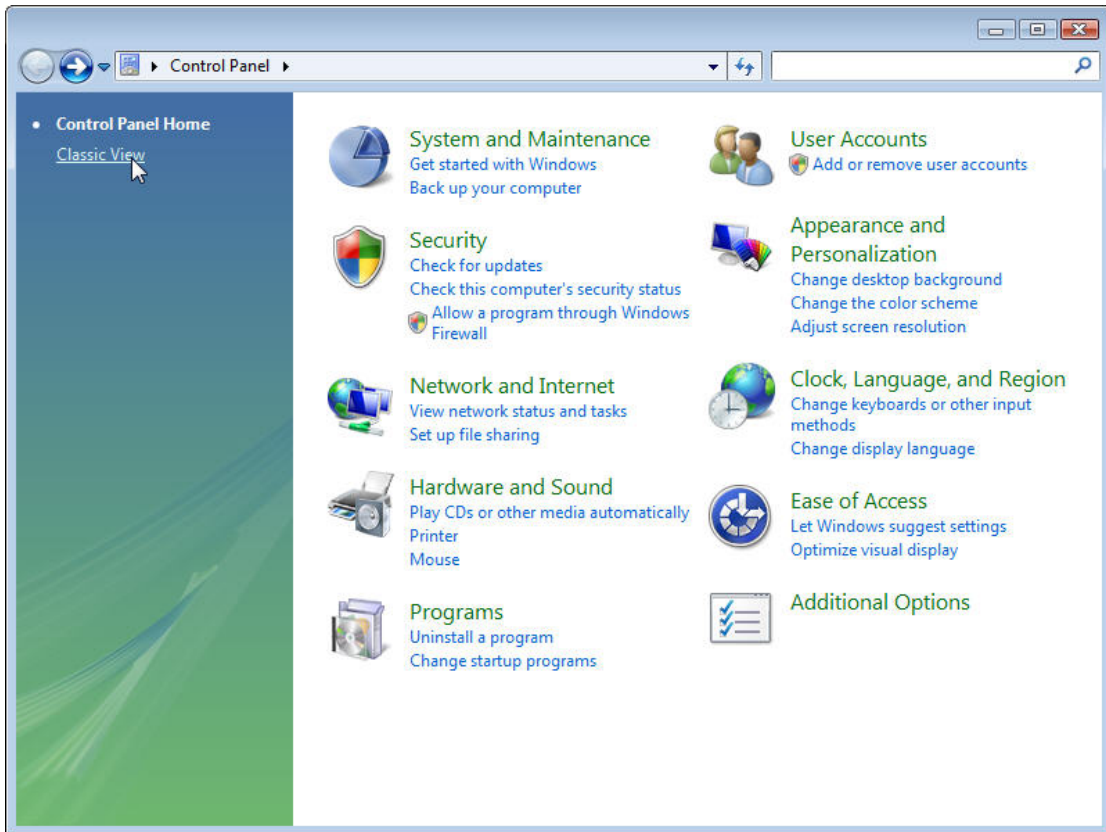 Control Panel
Control Panel Home
Classic View
System and Maintenance
Get started with Windows
Back up your computer
Security
Check for updates
Check this computer's security status
Allow a program through Windows
Firewall
Network and Internet
View network status and tasks
Set up file sharing
Hardware and Sound
Play CDs or other media automatically
Printer
Mouse
Programs
Uninstall a program
Change startup programs
User Accounts
Add or remove user accounts
Appearance and
Personalization
Change desktop background
Change the color scheme
Adjust screen resolution
Clock, Language, and Region
Change keyboards or other input
methods
Change display language
Ease of Access
Let Windows suggest settings
Optimize visual display
Additional Options